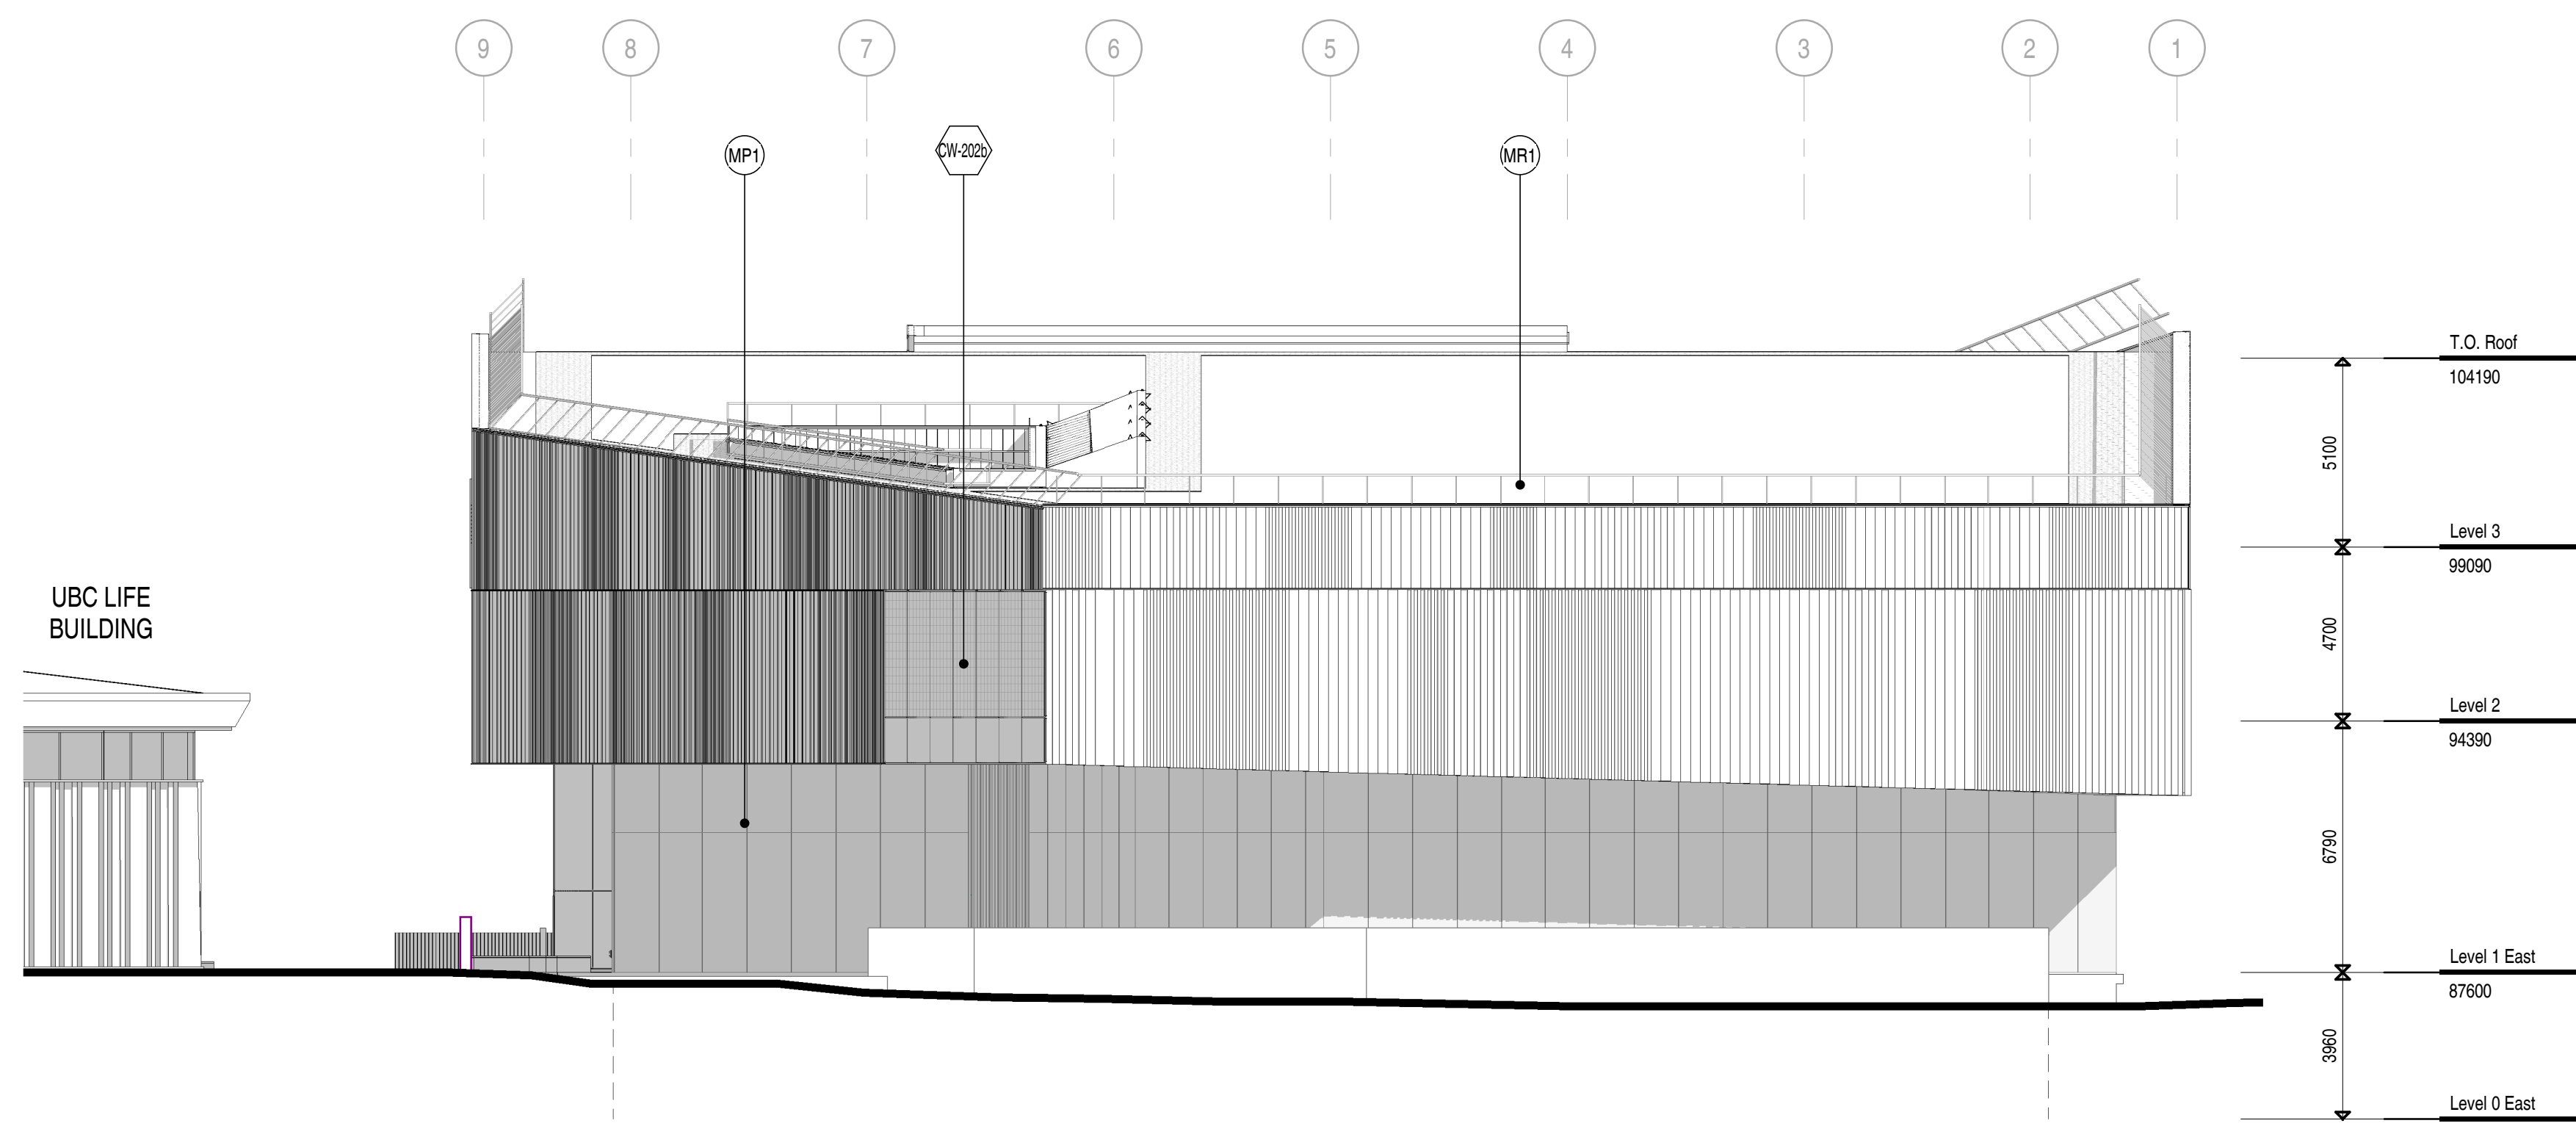 9 8 7 6 5 4 3 2 1
MP1 CW-202b MR1
T.O. Roof
104190
5100
Level 3
99090
UBC LIFE
BUILDING
4700
Level 2
94390
6790
Level 1 East
87600
3960
Level 0 East